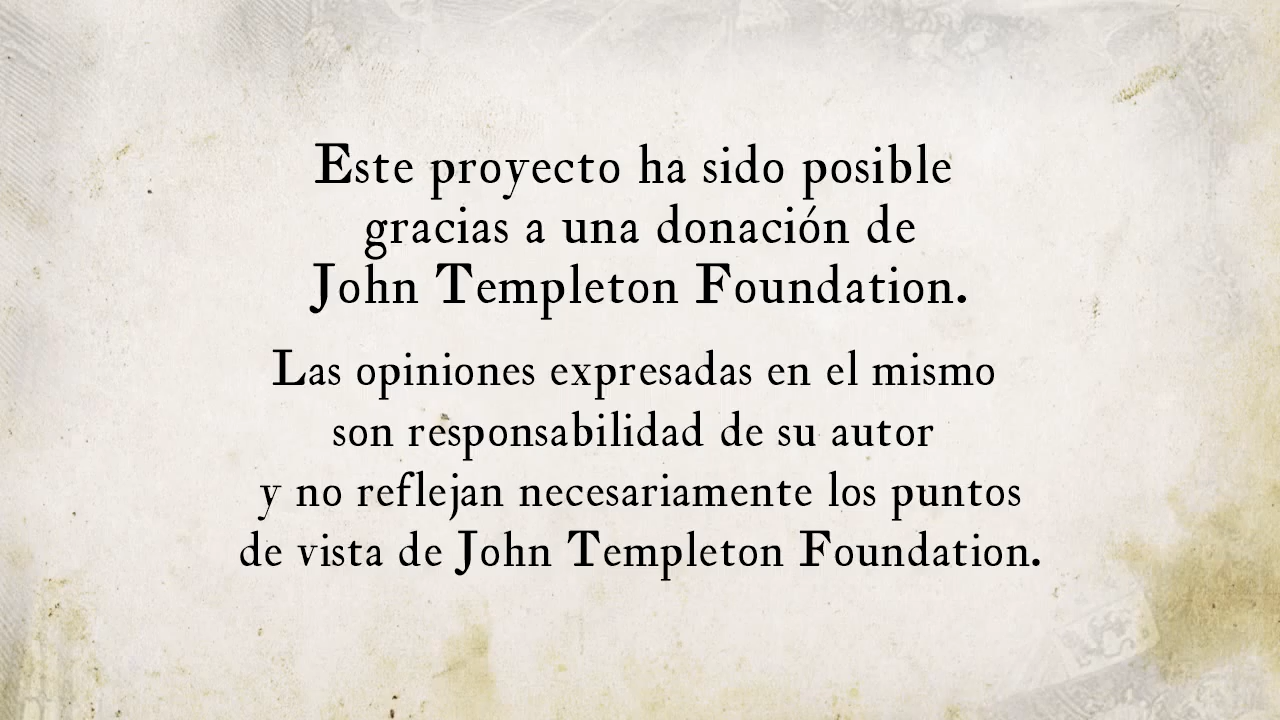 Este proyecto ha sido posible
gracias a una donación de
John Templeton Foundation.
Las opiniones expresadas en el mismo
son responsabilidad de su autor
y no reflejan necesariamente los puntos
de vista de John Templeton Foundation.